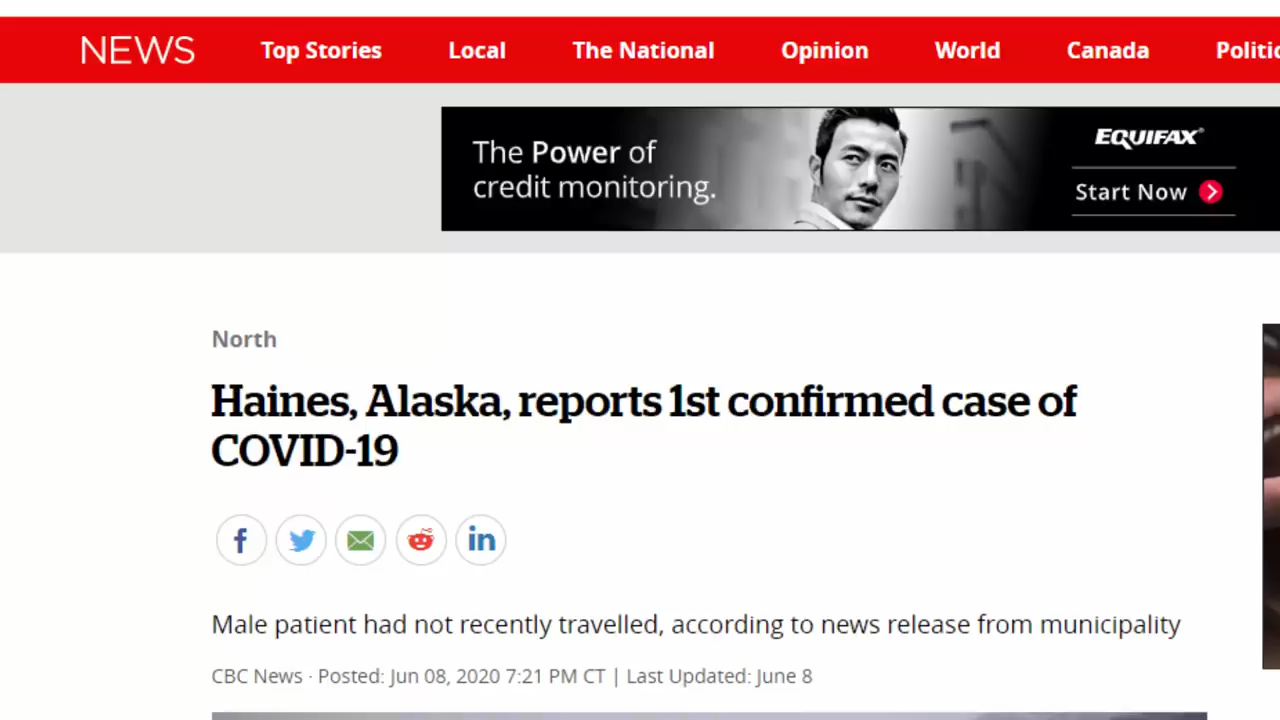 NEWS Top Stories Local The National Opinion World Canada Politic
The Power of
credit monitoring.
EQUIFAX®
Start Now
North
Haines, Alaska, reports 1st confirmed case of
COVID-19
Male patient had not recently travelled, according to news release from municipality
CBC News · Posted: Jun 08, 2020 7:21 PM CT | Last Updated: June 8